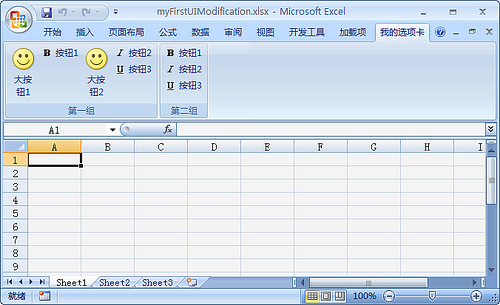 myFirstUIModification.xlsx - Microsoft Excel
开始 插入 页面布局 公式 数据 审阅 视图 开发工具 加载项 我的选项卡
大按钮1
B 按钮1
大按钮2
I 按钮2
U 按钮3
第一组
B 按钮1
I 按钮2
U 按钮3
第二组
A1 fx
A B C D E F G H I
1
2
3
4
5
6
7
8
9
Sheet1 Sheet2 Sheet3
就绪 100%